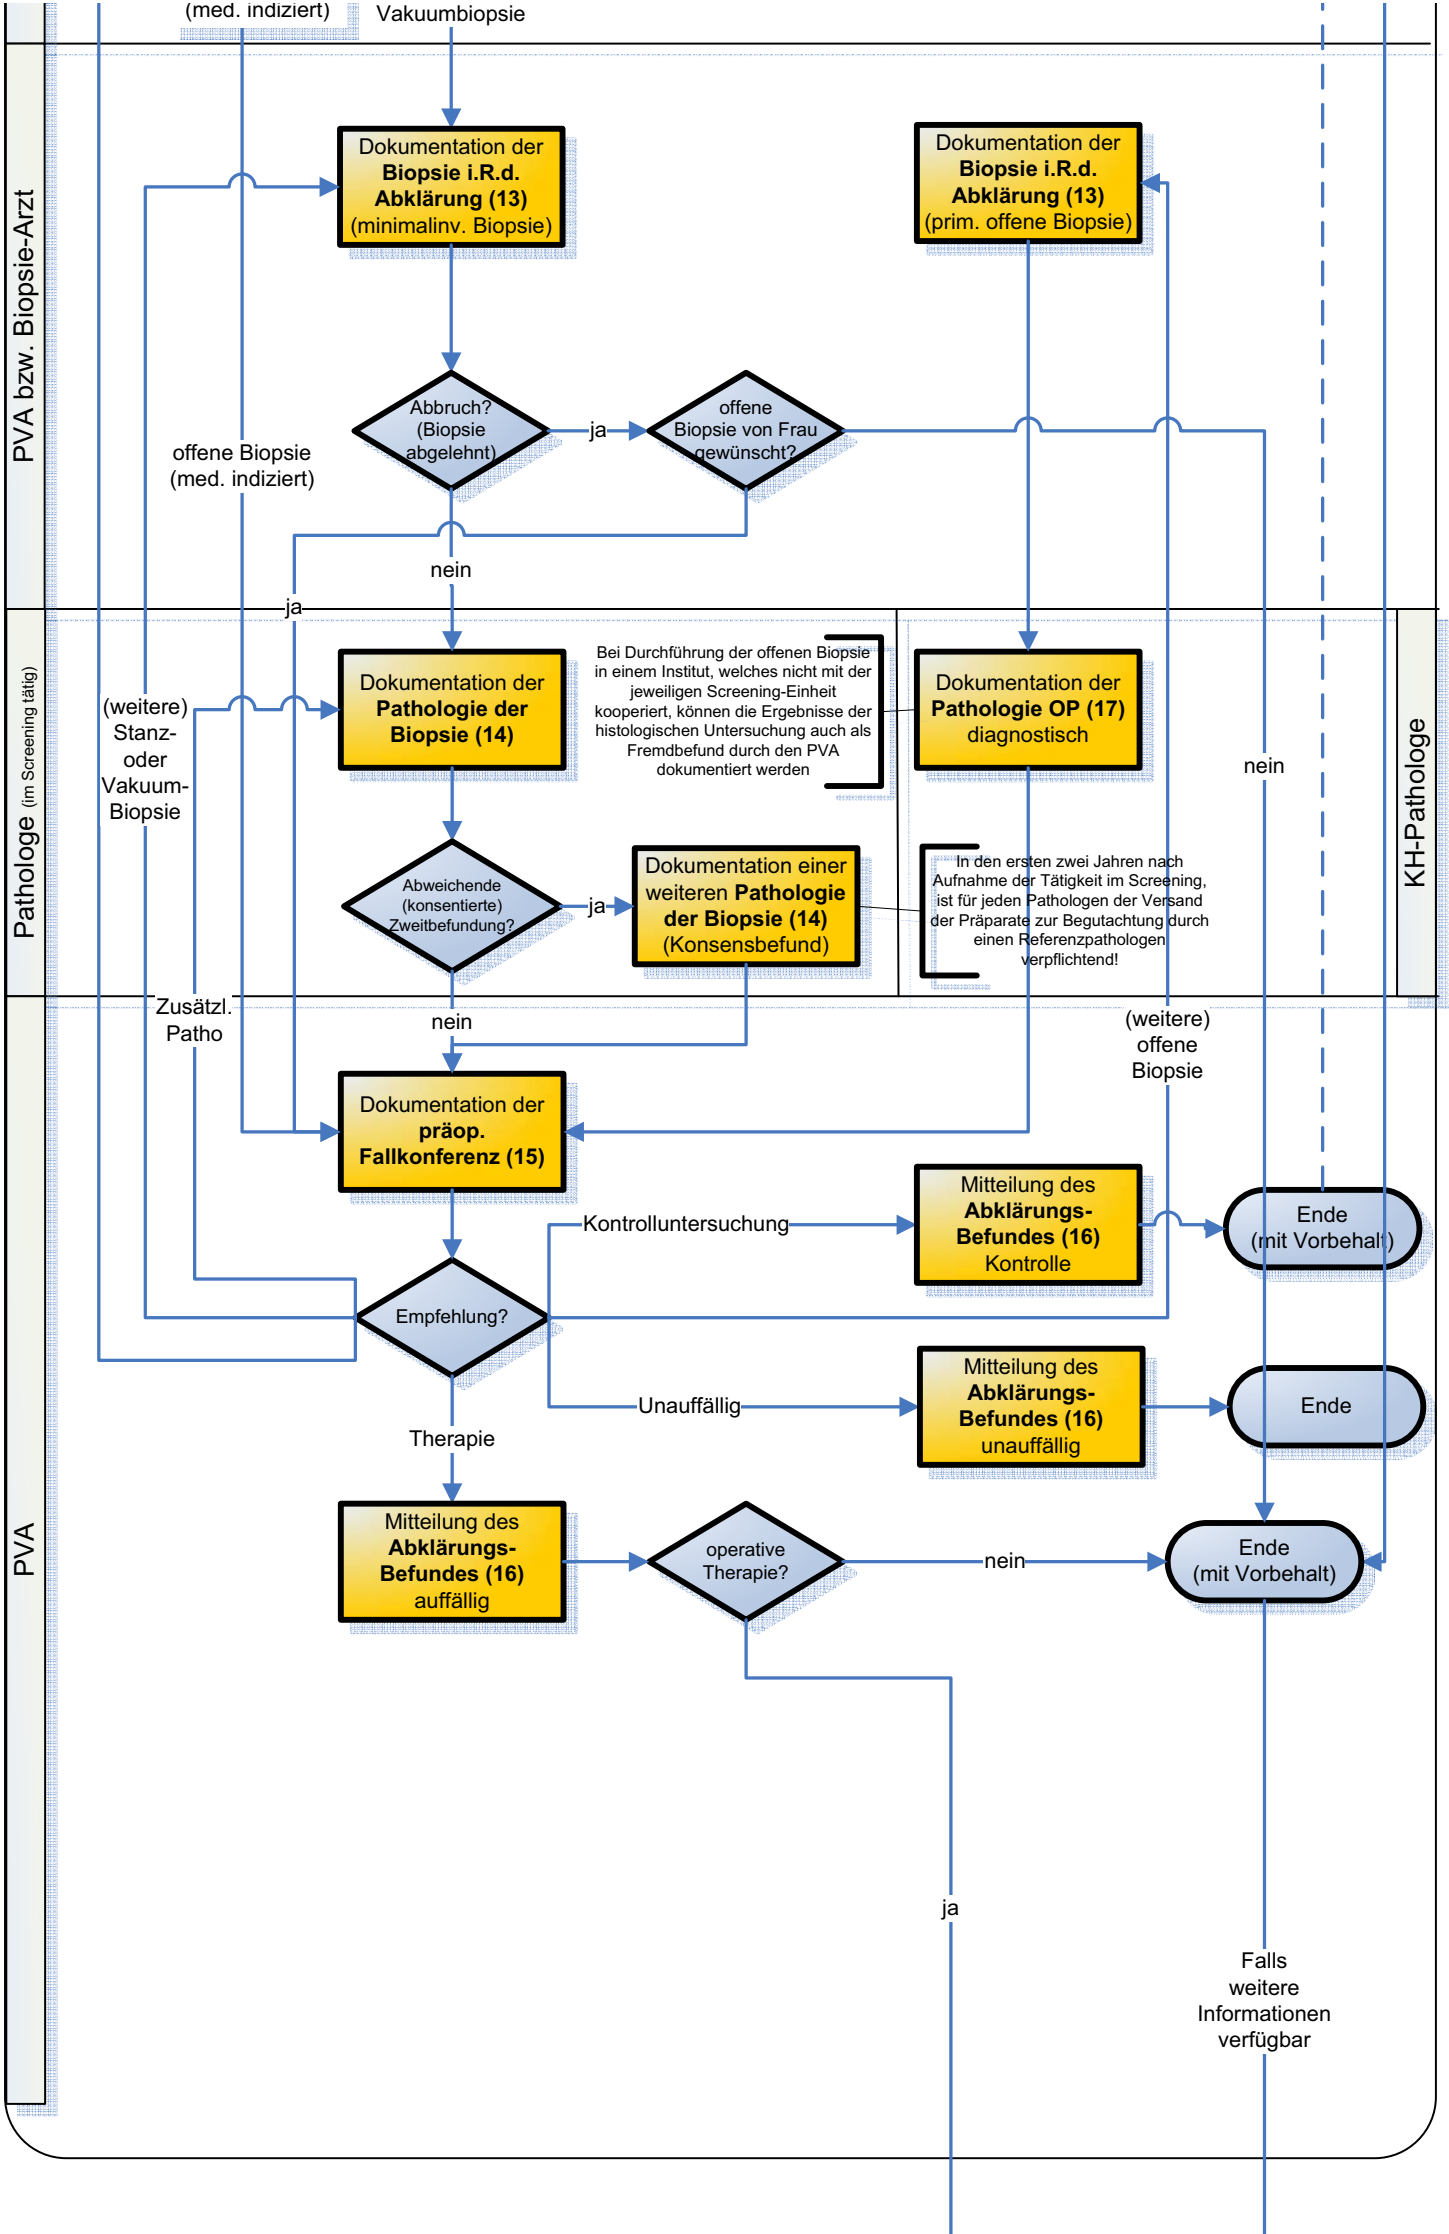 (med. indiziert)
Vakuumbiopsie
PVA bzw. Biopsie-Arzt
Dokumentation der
Biopsie i.R.d.
Abklärung (13)
(minimalinv. Biopsie)
Dokumentation der
Biopsie i.R.d.
Abklärung (13)
(prim. offene Biopsie)
Abbruch?
(Biopsie
abgelehnt)
ja
offene
Biopsie von Frau
gewünscht?
offene Biopsie
(med. indiziert)
nein
ja
Pathologe (im Screening tätig)
KH-Pathologe
(weitere)
Stanz-
oder
Vakuum-
Biopsie
Dokumentation der
Pathologie der
Biopsie (14)
Bei Durchführung der offenen Biopsie
in einem Institut, welches nicht mit der
jeweiligen Screening-Einheit
kooperiert, können die Ergebnisse der
histologischen Untersuchung auch als
Fremdbefund durch den PVA
dokumentiert werden
Dokumentation der
Pathologie OP (17)
diagnostisch
nein
Abweichende
(konsentierte)
Zweitbefundung?
ja
Dokumentation einer
weiteren Pathologie
der Biopsie (14)
(Konsensbefund)
In den ersten zwei Jahren nach
Aufnahme der Tätigkeit im Screening,
ist für jeden Pathologen der Versand
der Präparate zur Begutachtung durch
einen Referenzpathologen
verpflichtend!
Zusätzl.
Patho
nein
(weitere)
offene
Biopsie
PVA
Dokumentation der
präop.
Fallkonferenz (15)
Kontrolluntersuchung
Mitteilung des
Abklärungs-
Befundes (16)
Kontrolle
Ende
(mit Vorbehalt)
Empfehlung?
Unauffällig
Mitteilung des
Abklärungs-
Befundes (16)
unauffällig
Ende
Therapie
Mitteilung des
Abklärungs-
Befundes (16)
auffällig
operative
Therapie?
nein
Ende
(mit Vorbehalt)
ja
Falls
weitere
Informationen
verfügbar